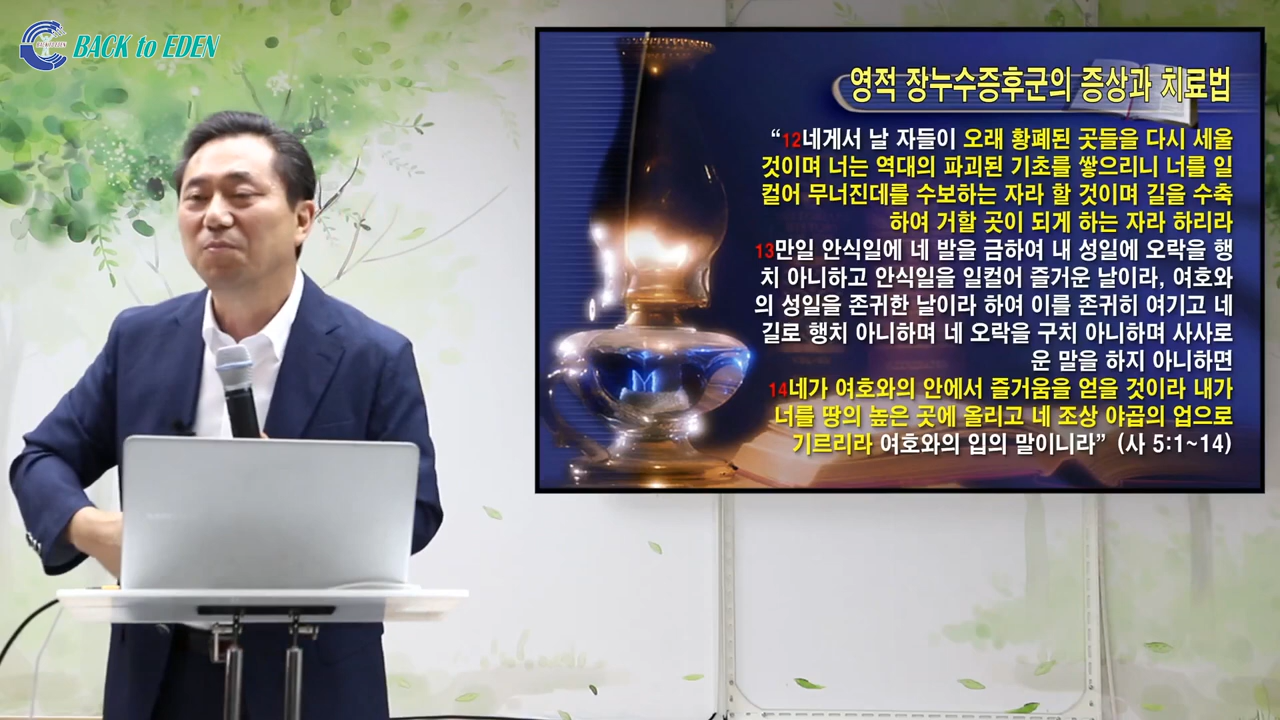 BACK to EDEN
영적 장누수증후군의 증상과 치료법
“12네게서 날 자들이 오래 황폐된 곳들을 다시 세울
것이며 너는 역대의 파괴된 기초를 쌓으리니 너를 일
컬어 무너진데를 수보하는 자라 할 것이며 길을 수축
하여 거할 곳이 되게 하는 자라 하리라
13만일 안식일에 네 발을 금하여 내 성일에 오락을 행
치 아니하고 안식일을 일컬어 즐거운 날이라, 여호와
의 성일을 존귀한 날이라 하여 이를 존귀히 여기고 네
길로 행치 아니하며 네 오락을 구치 아니하며 사사로
운 말을 하지 아니하면
14네가 여호와의 안에서 즐거움을 얻을 것이라 내가
너를 땅의 높은 곳에 올리고 네 조상 야곱의 업으로
기르리라 여호와의 입의 말이니라” (사 5:1~14)